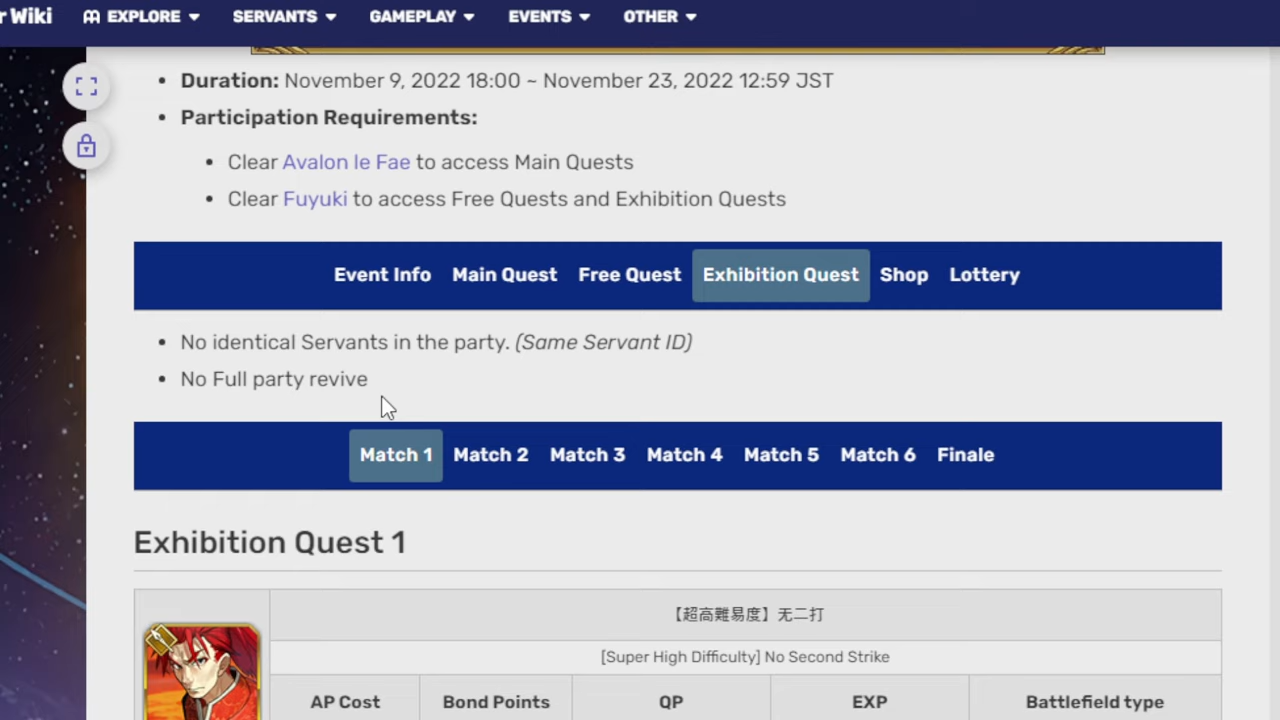 r Wiki EXPLORE SERVANTS GAMEPLAY EVENTS OTHER
Duration: November 9, 2022 18:00 ~ November 23, 2022 12:59 JST
Participation Requirements:
Clear Avalon le Fae to access Main Quests
Clear Fuyuki to access Free Quests and Exhibition Quests
Event Info Main Quest Free Quest Exhibition Quest Shop Lottery
No identical Servants in the party. (Same Servant ID)
No Full party revive
Match 1 Match 2 Match 3 Match 4 Match 5 Match 6 Finale
Exhibition Quest 1
【超高難易度】无二打
[Super High Difficulty] No Second Strike
AP Cost Bond Points QP EXP Battlefield type